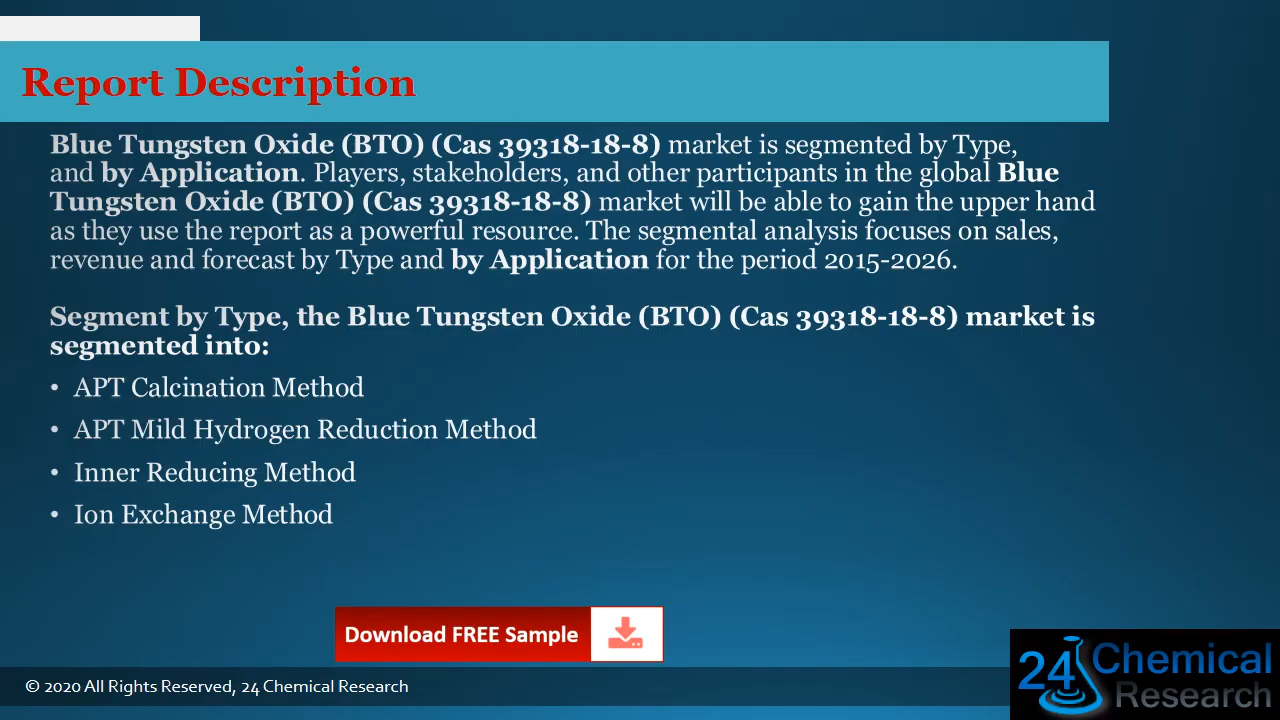 Report Description
Blue Tungsten Oxide (BTO) (Cas 39318-18-8) market is segmented by Type,
and by Application. Players, stakeholders, and other participants in the global Blue
Tungsten Oxide (BTO) (Cas 39318-18-8) market will be able to gain the upper hand
as they use the report as a powerful resource. The segmental analysis focuses on sales,
revenue and forecast by Type and by Application for the period 2015-2026.
Segment by Type, the Blue Tungsten Oxide (BTO) (Cas 39318-18-8) market is
segmented into:
• APT Calcination Method
• APT Mild Hydrogen Reduction Method
• Inner Reducing Method
• Ion Exchange Method
Download FREE Sample
© 2020 All Rights Reserved, 24 Chemical Research
24 Chemical
Research